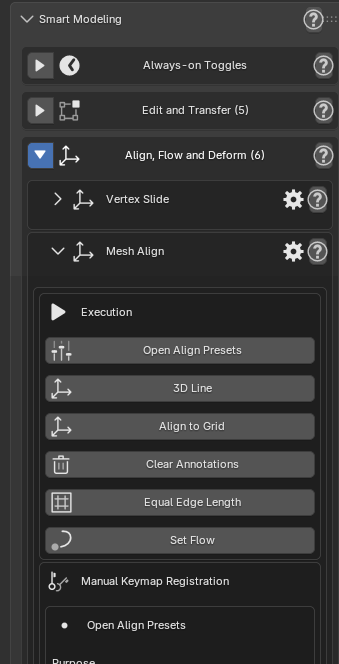 Smart Modeling
Always-on Toggles
Edit and Transfer (5)
Align, Flow and Deform (6)
Vertex Slide
Mesh Align
Execution
Open Align Presets
3D Line
Align to Grid
Clear Annotations
Equal Edge Length
Set Flow
Manual Keymap Registration
Open Align Presets
Purpose